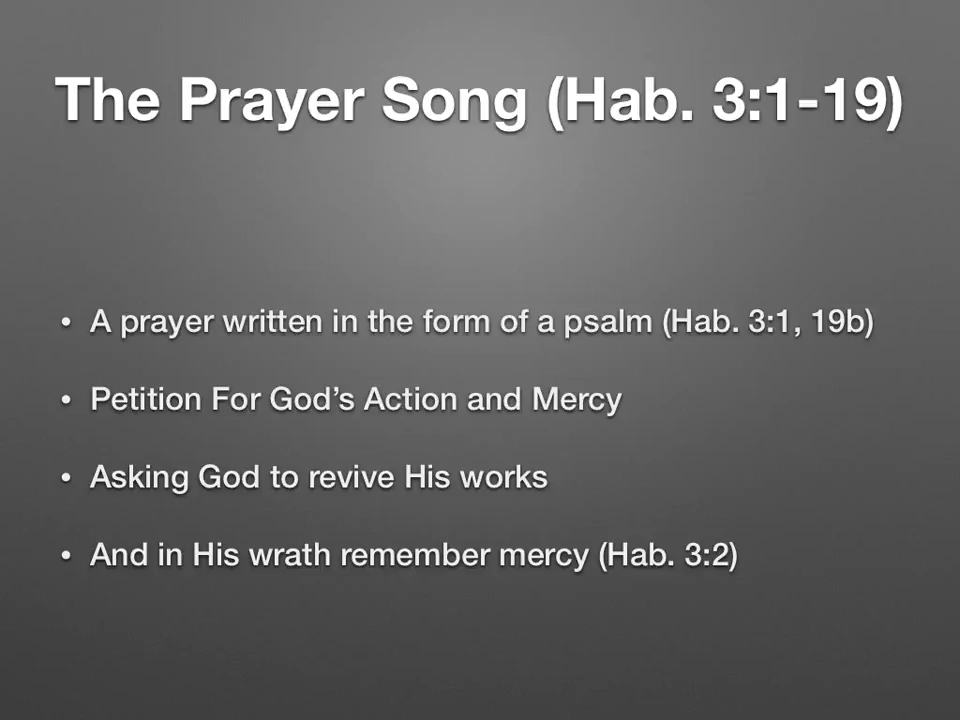 The Prayer Song (Hab. 3:1-19)
• A prayer written in the form of a psalm (Hab. 3:1, 19b)
• Petition For God’s Action and Mercy
• Asking God to revive His works
• And in His wrath remember mercy (Hab. 3:2)